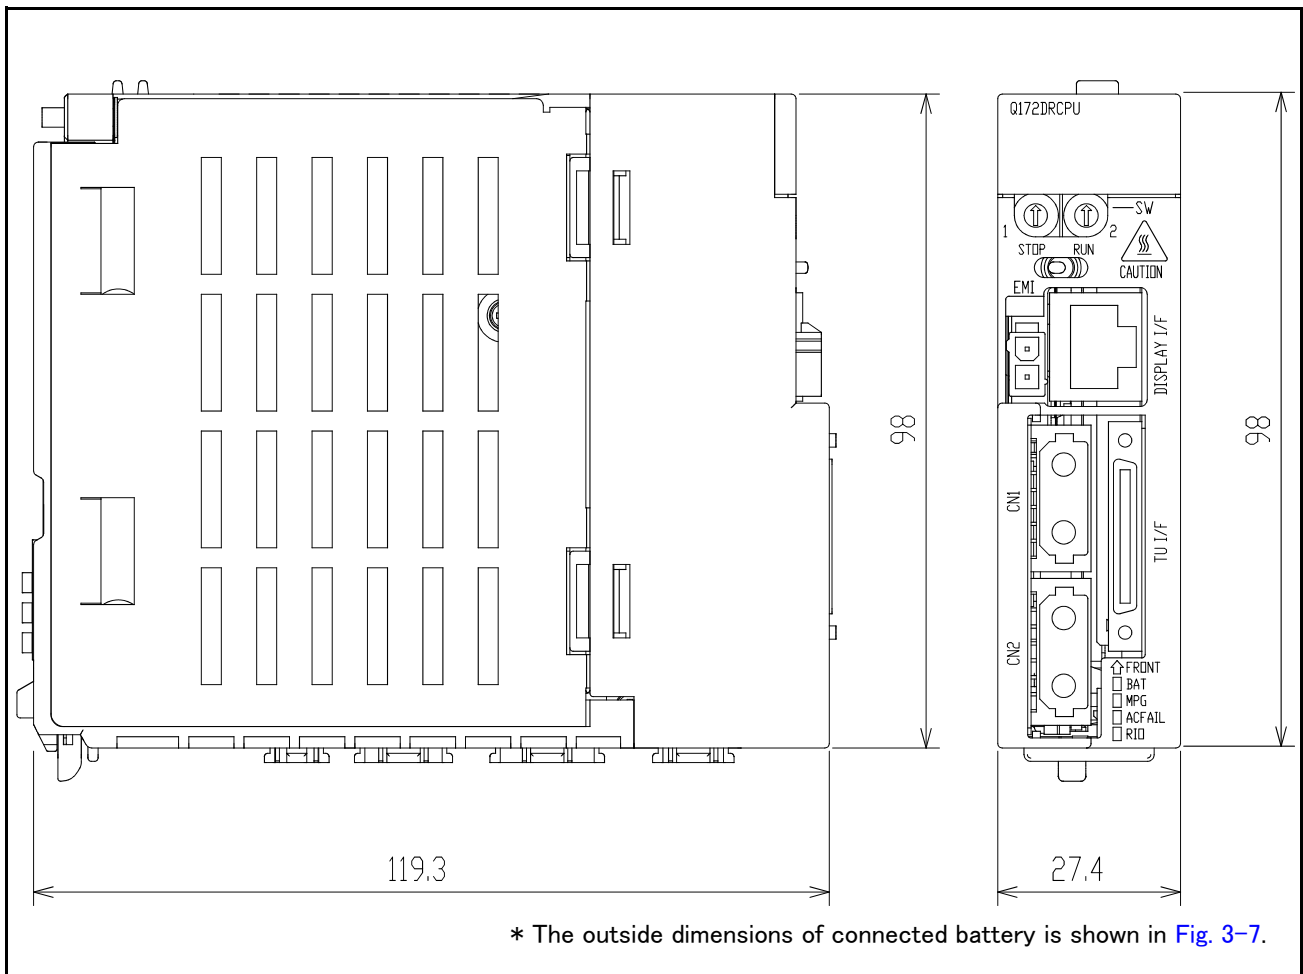 Q172DRCPU
SW
1
2
STOP RUN
CAUTION
EMI
DISPLAY I/F
98
98
CN1
TU I/F
CN2
FRONT
BAT
MPG
ACFAIL
RIO
119.3
27.4
* The outside dimensions of connected battery is shown in Fig. 3-7.